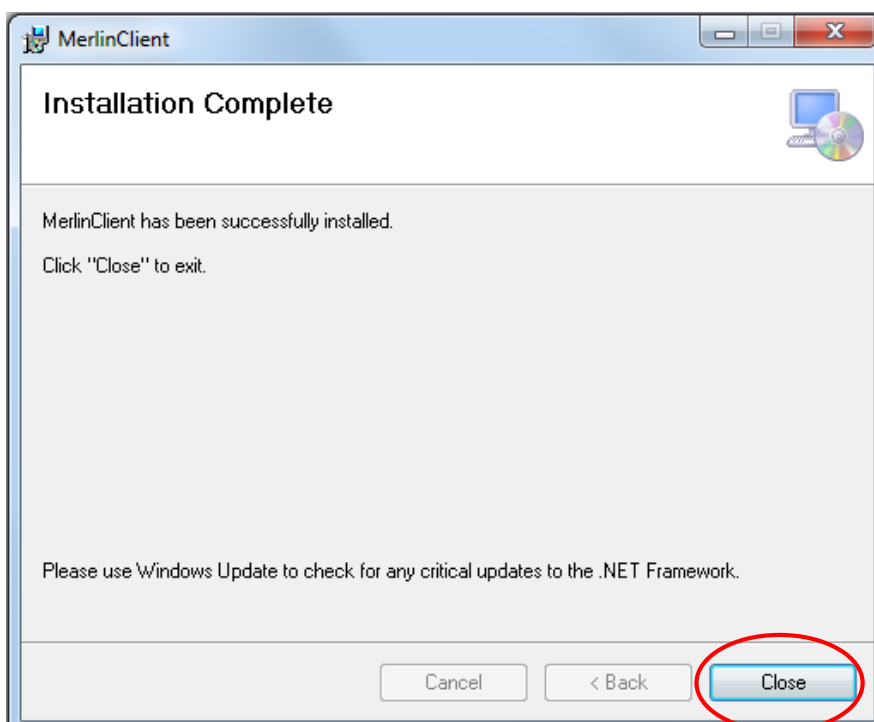 MerlinClient
Installation Complete
MerlinClient has been successfully installed.
Click "Close" to exit.
Please use Windows Update to check for any critical updates to the .NET Framework.
Cancel
< Back
Close